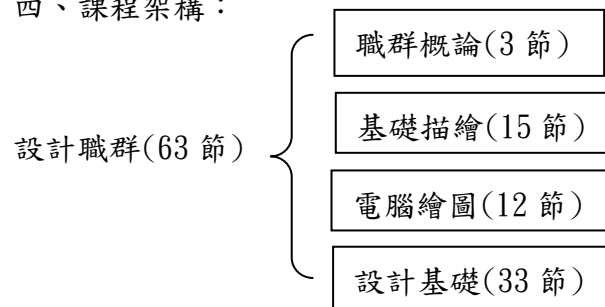 四、課程架構：
職群概論(3 節)
基礎描繪(15 節)
設計職群(63 節)
電腦繪圖(12 節)
設計基礎(33 節)